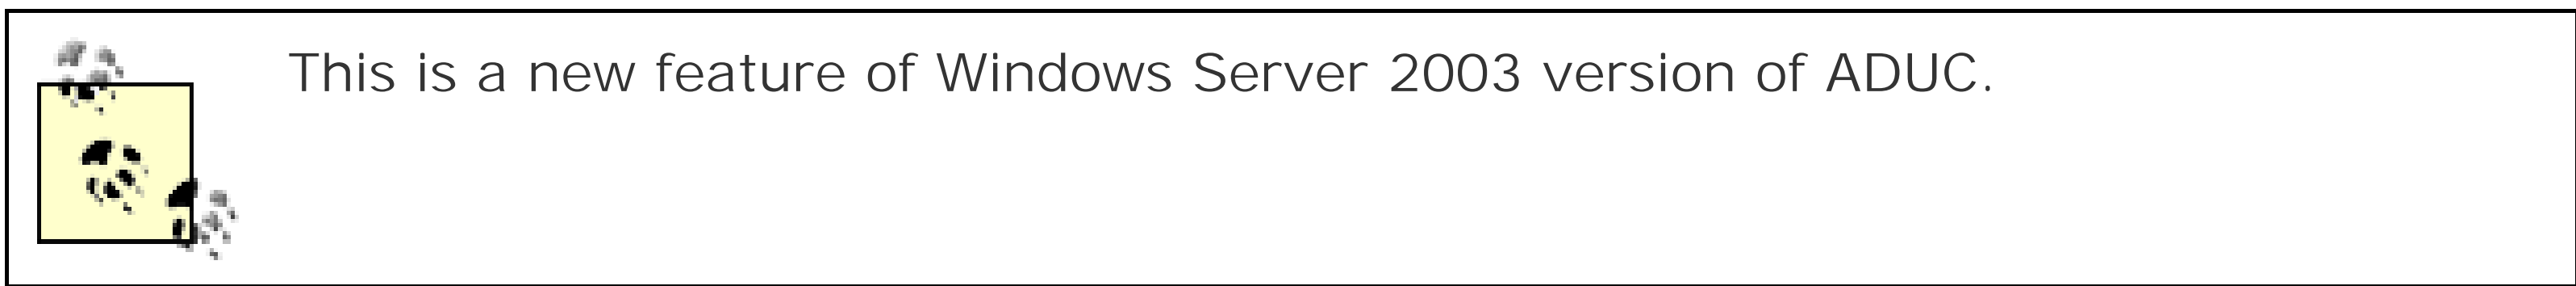 This is a new feature of Windows Server 2003 version of ADUC.